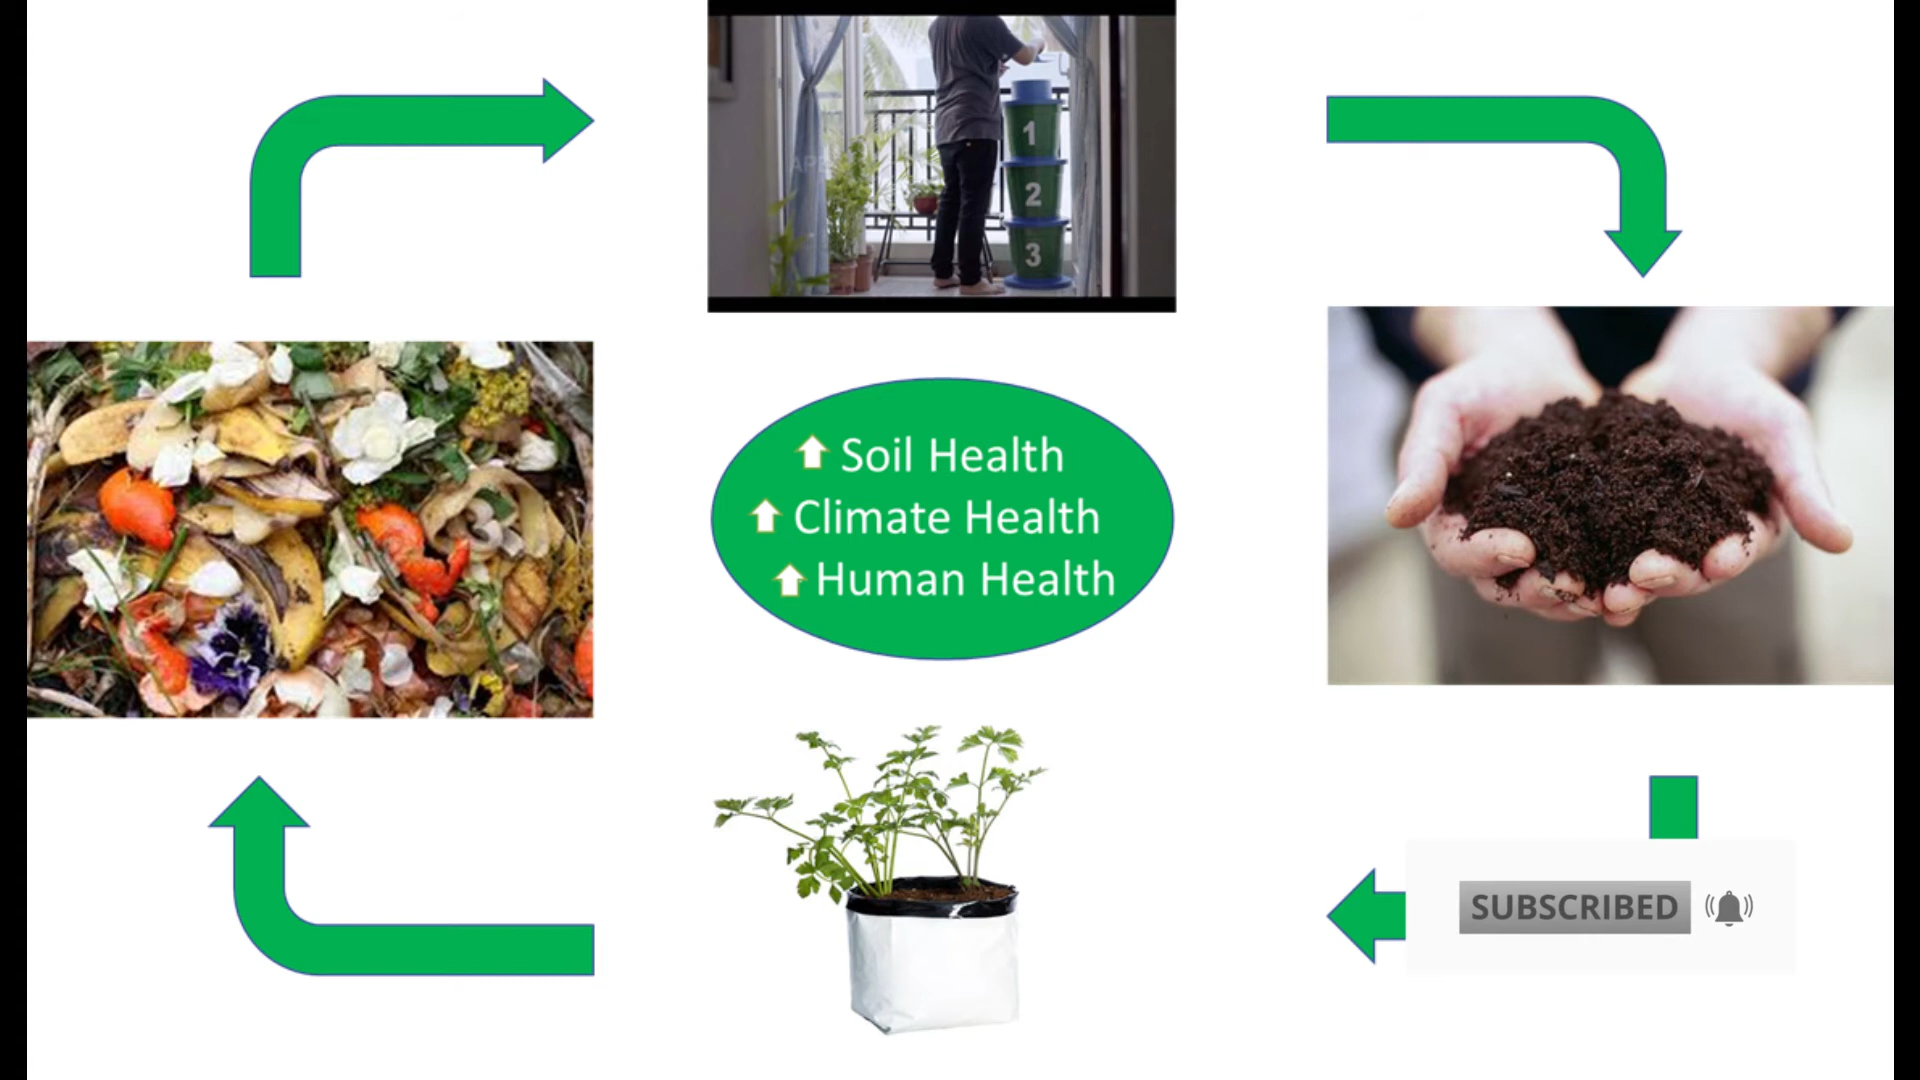 1
2
3
Soil Health
Climate Health
Human Health
SUBSCRIBED